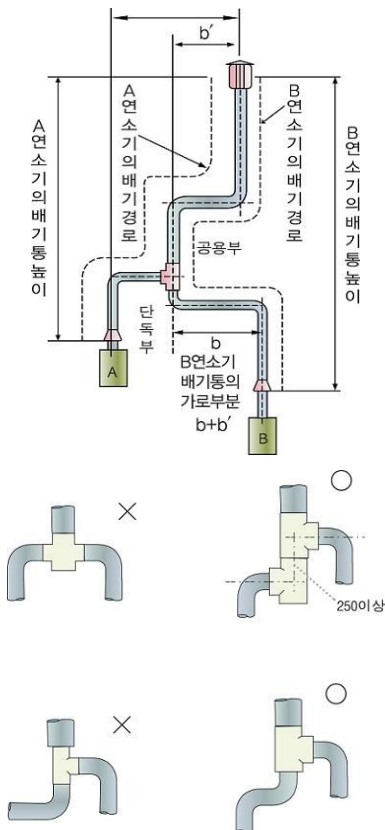 b′
A연소기의배기통높이
A연소기의배기경로
B연소기의배기경로
B연소기의배기통높이
공용부
단독부
b
B연소기
배기통의
가로부분
b+b′
A
B
×
○
250이상
×
○